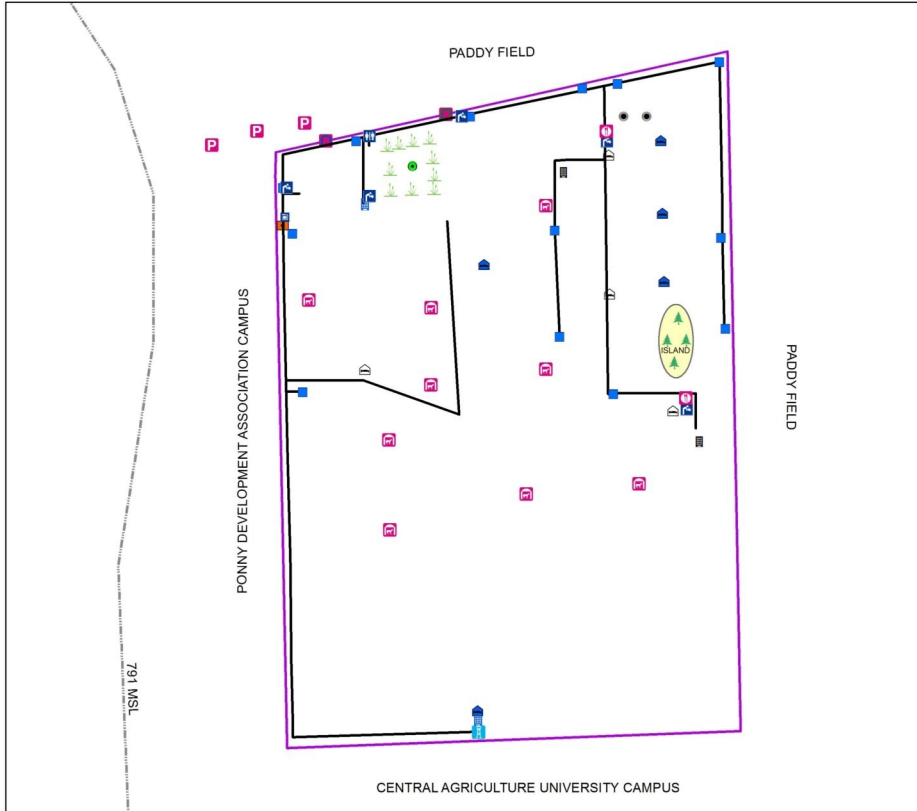 PADDY FIELD
P
P
P
PONNY DEVELOPMENT ASSOCIATION CAMPUS
ISLAND
PADDY FIELD
791 MSL
CENTRAL AGRICULTURE UNIVERSITY CAMPUS